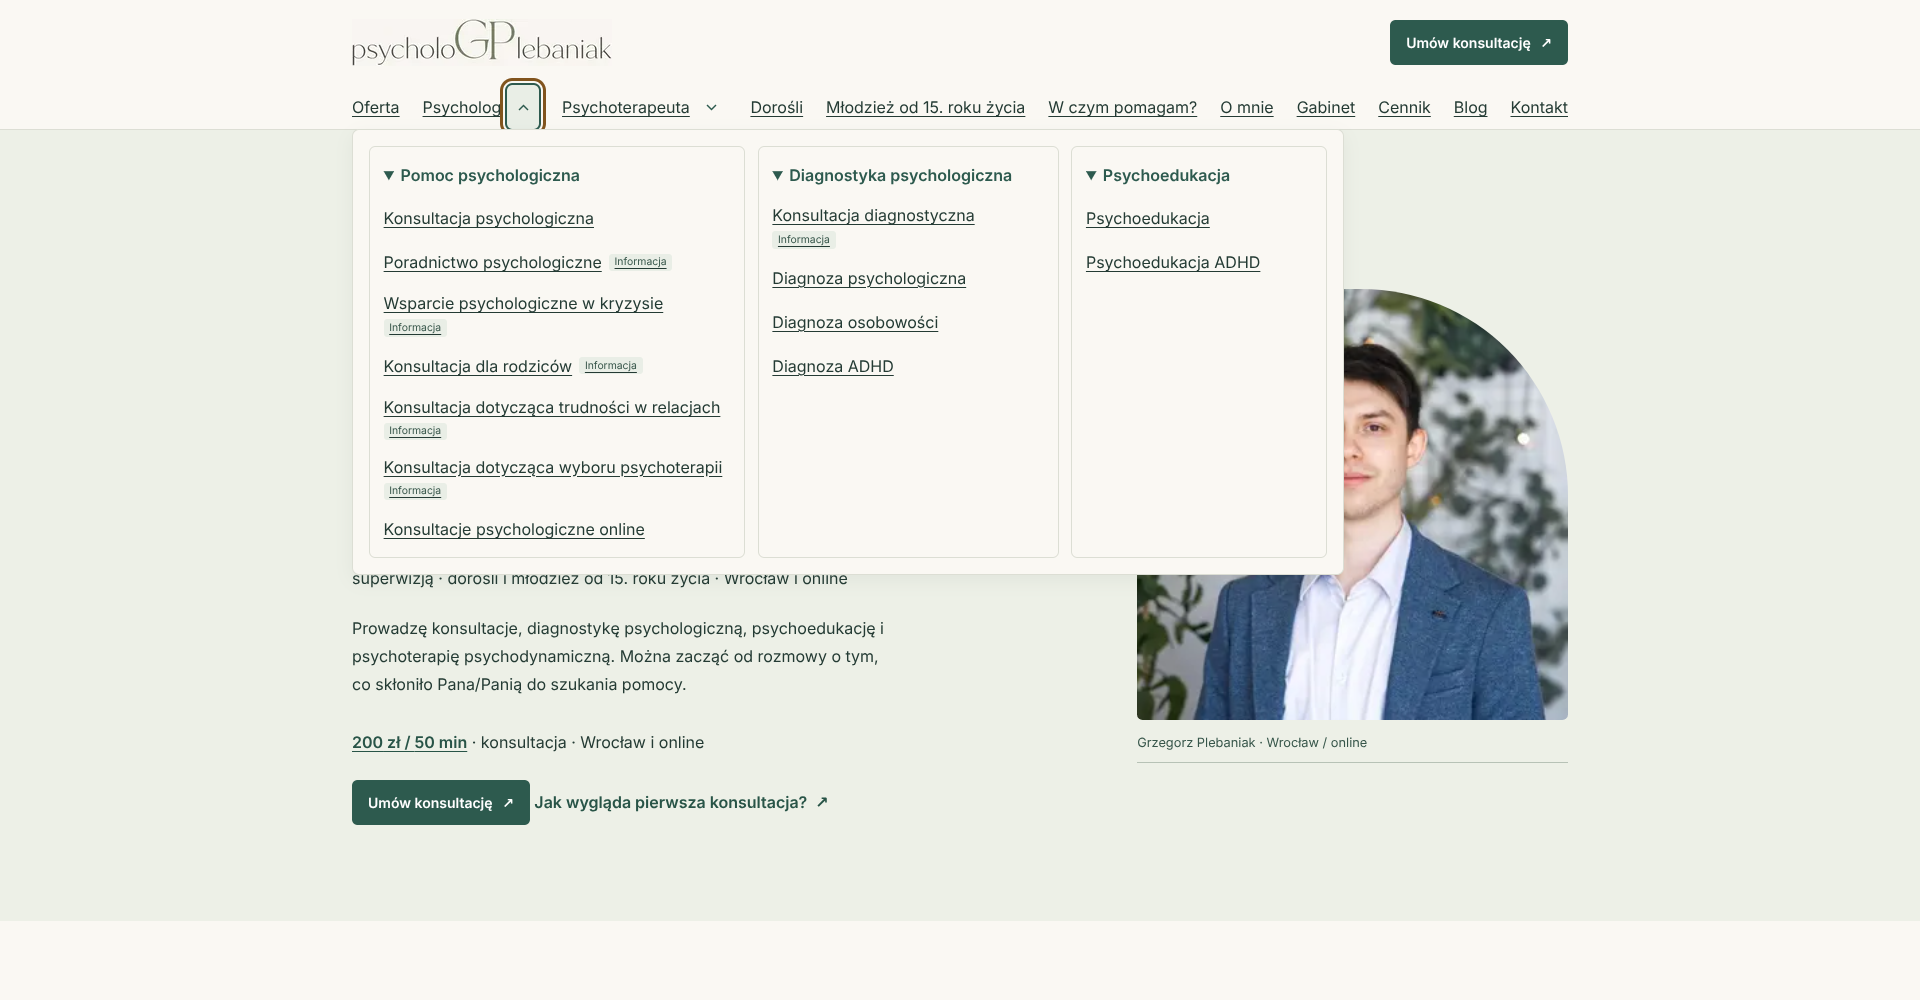 psycholoGPlebaniak
Umów konsultację ↗
Oferta Psycholog Psychoterapeuta Dorośli Młodzież od 15. roku życia W czym pomagam? O mnie Gabinet Cennik Blog Kontakt
▼ Pomoc psychologiczna
Konsultacja psychologiczna
Poradnictwo psychologiczne Informacja
Wsparcie psychologiczne w kryzysie
Informacja
Konsultacja dla rodziców Informacja
Konsultacja dotycząca trudności w relacjach
Informacja
Konsultacja dotycząca wyboru psychoterapii
Informacja
Konsultacje psychologiczne online
▼ Diagnostyka psychologiczna
Konsultacja diagnostyczna
Informacja
Diagnoza psychologiczna
Diagnoza osobowości
Diagnoza ADHD
▼ Psychoedukacja
Psychoedukacja
Psychoedukacja ADHD
superwizją · dorośli i młodzież od 15. roku życia · Wrocław i online
Prowadzę konsultacje, diagnostykę psychologiczną, psychoedukację i
psychoterapię psychodynamiczną. Można zacząć od rozmowy o tym,
co skłoniło Pana/Panią do szukania pomocy.
200 zł / 50 min · konsultacja · Wrocław i online
Umów konsultację ↗ Jak wygląda pierwsza konsultacja? ↗
Grzegorz Plebaniak · Wrocław / online